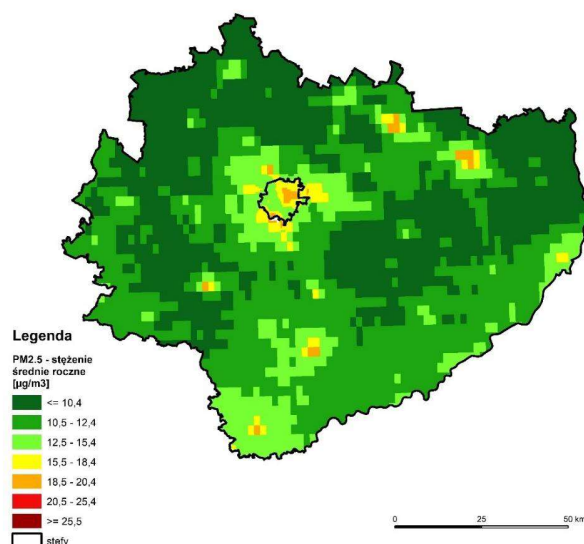 Legenda
PM2.5 - stężenie
średnie roczne
[µg/m3]
<= 10,4
10,5 - 12,4
12,5 - 15,4
15,5 - 18,4
18,5 - 20,4
20,5 - 25,4
>= 25,5
strefy
0 25 50 km